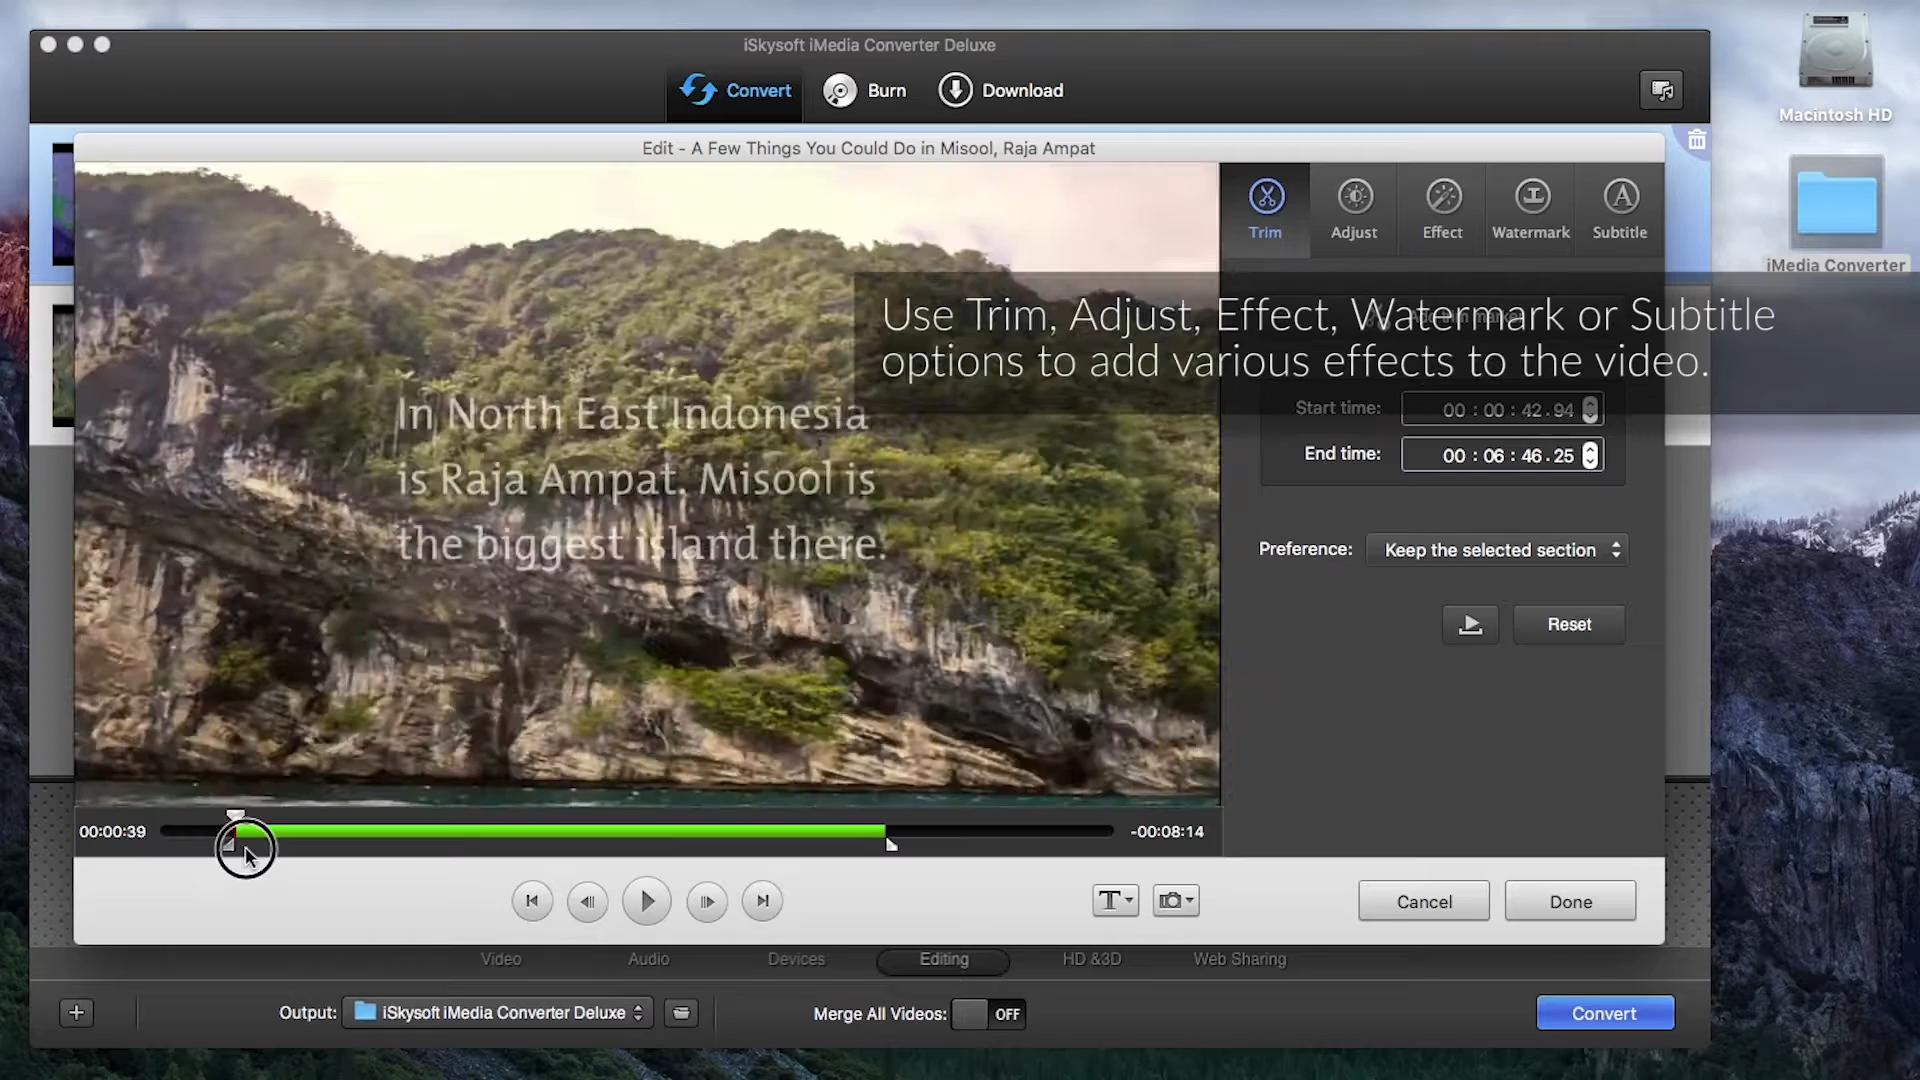 iSkysoft iMedia Converter Deluxe
Convert
Burn
Download
Macintosh HD
iMedia Converter
Edit - A Few Things You Could Do in Misool, Raja Ampat
Trim
Adjust
Effect
Watermark
Subtitle
Use Trim, Adjust, Effect, Watermark or Subtitle
options to add various effects to the video.
In North East Indonesia
is Raja Ampat. Misool is
the biggest island there.
Start time: 00 : 00 : 42 . 94
End time: 00 : 06 : 46 . 25
Preference: Keep the selected section
Reset
00:00:39
-00:08:14
T
Cancel
Done
Video
Audio
Devices
Editing
HD &3D
Web Sharing
Output: iSkysoft iMedia Converter Deluxe
Merge All Videos: OFF
Convert